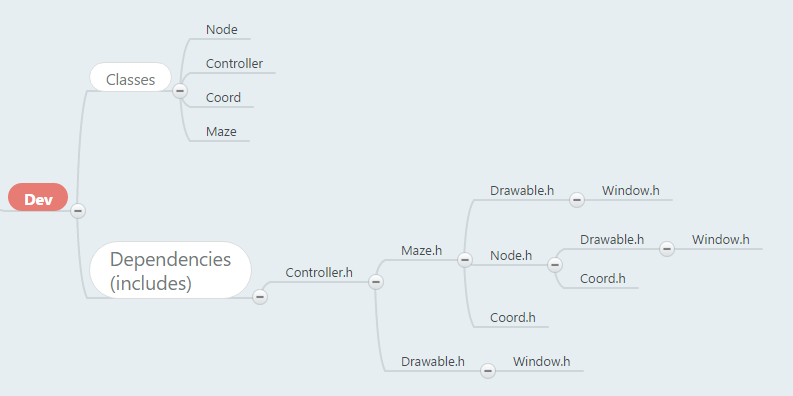 Node
Controller
Classes
Coord
Maze
Dev
Drawable.h
Window.h
Dependencies
(includes)
Controller.h
Maze.h
Node.h
Drawable.h
Window.h
Coord.h
Coord.h
Drawable.h
Window.h